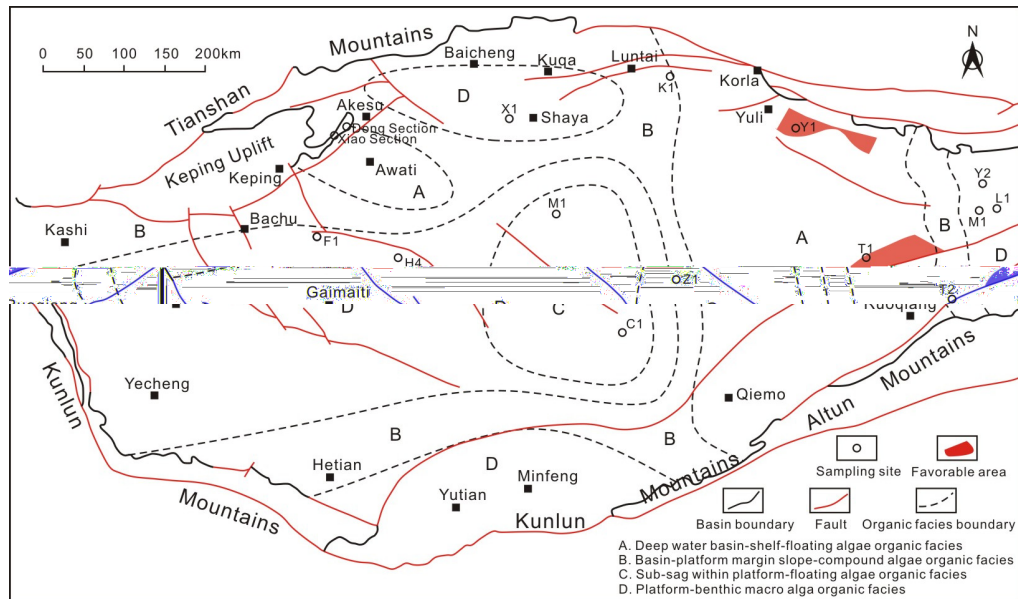 N
0 50 100 150 200km
Mountains
Baicheng
Kuqa
Luntai
Korla
K1
D
Tianshan
Akesu
X1
Shaya
B
Yuli
Y1
Dong Section
Xiao Section
Keping Uplift
Keping
Awati
A
Y2
L1
M1
B
M1
Kashi
B
Bachu
F1
H4
A
T1
D
Z1
Gaimaiti
D
C
T2
C1
Kunlun
Yecheng
Qiemo
Altun
Mountains
B
B
Hetian
D
Minfeng
Yutian
Mountains
Mountains
Kunlun
Sampling site
Favorable area
Basin boundary
Fault
Organic facies boundary
A. Deep water basin-shelf-floating algae organic facies
B. Basin-platform margin slope-compound algae organic facies
C. Sub-sag within platform-floating algae organic facies
D. Platform-benthic macro alga organic facies